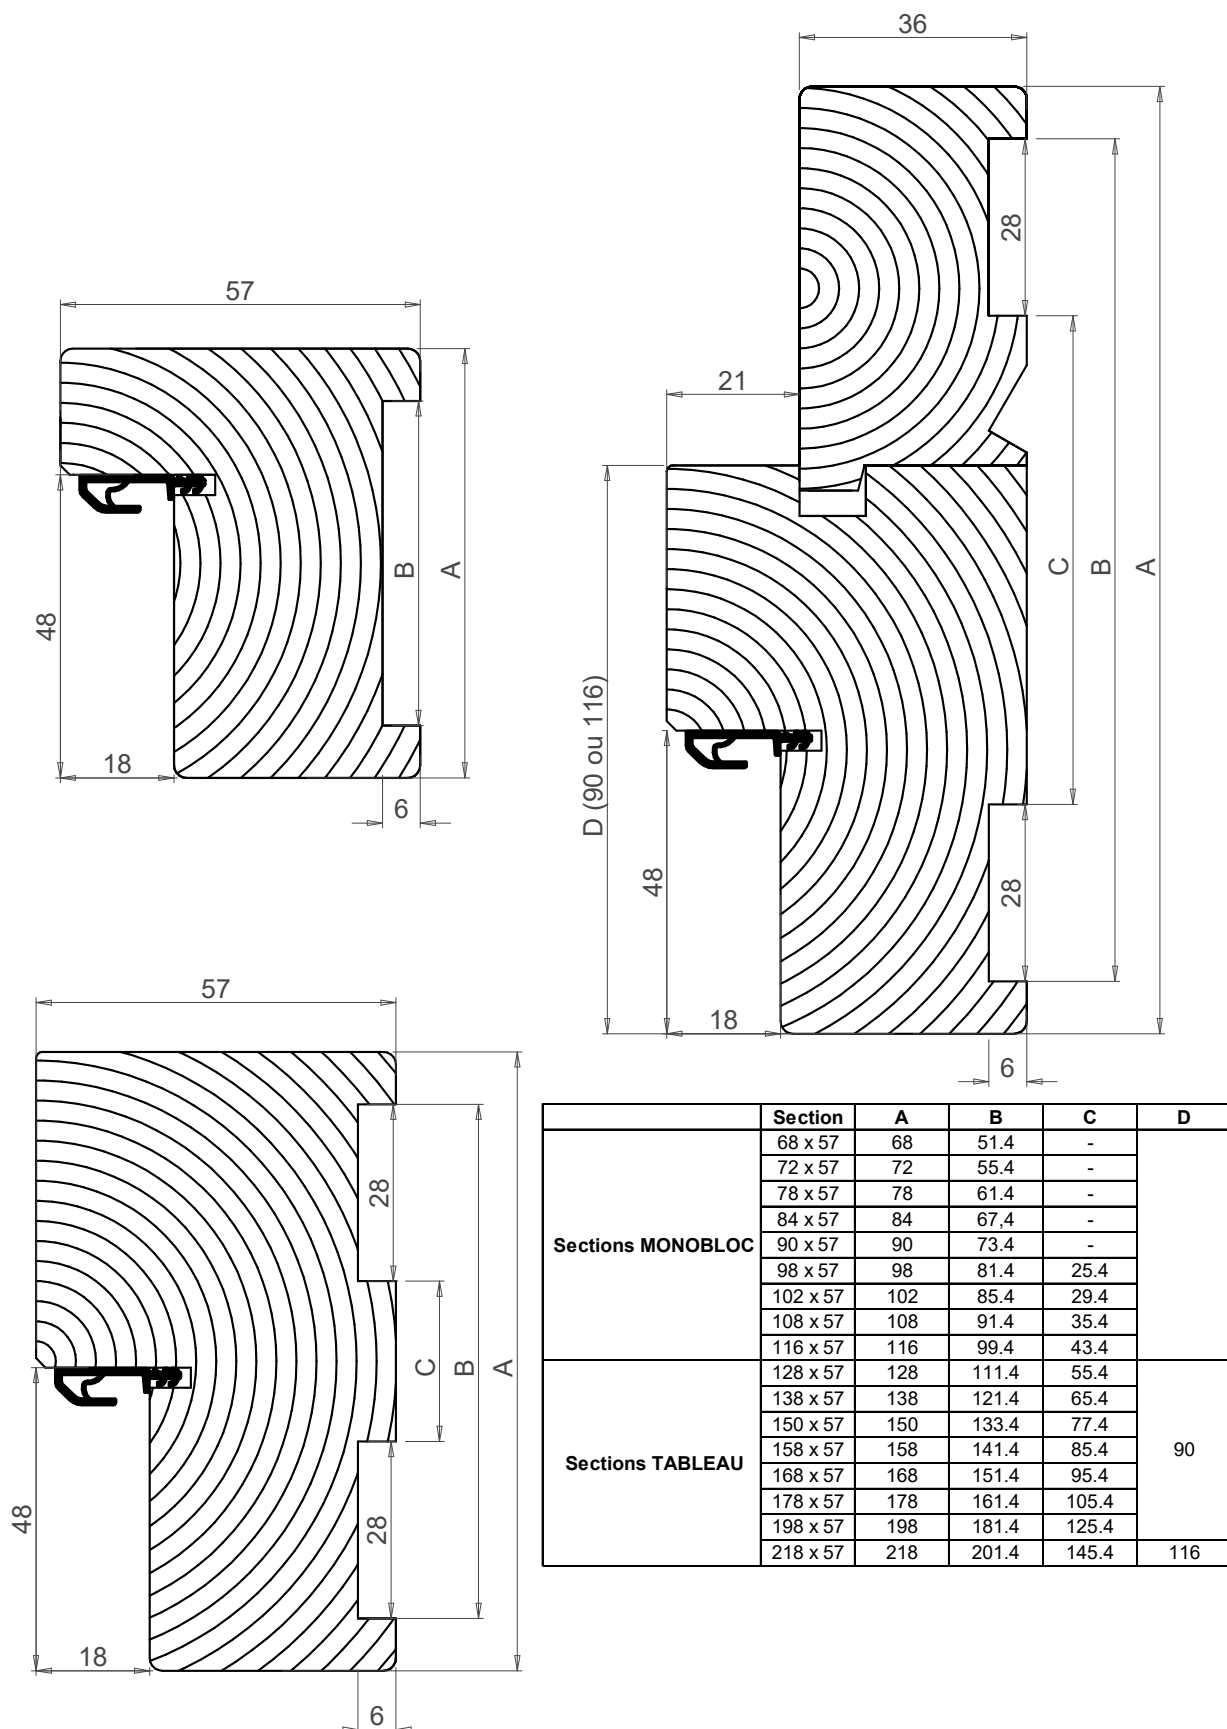 36
28
21
C
B
A
D (90 ou 116)
48
28
18
6
57
B
A
48
18
6
57
28
C
B
A
48
28
18
6
Section A B C D
Sections MONOBLOC
68 x 57 68 51.4 -
72 x 57 72 55.4 -
78 x 57 78 61.4 -
84 x 57 84 67,4 -
90 x 57 90 73.4 -
98 x 57 98 81.4 25.4
102 x 57 102 85.4 29.4
108 x 57 108 91.4 35.4
116 x 57 116 99.4 43.4
Sections TABLEAU
128 x 57 128 111.4 55.4
138 x 57 138 121.4 65.4
150 x 57 150 133.4 77.4
158 x 57 158 141.4 85.4 90
168 x 57 168 151.4 95.4
178 x 57 178 161.4 105.4
198 x 57 198 181.4 125.4
218 x 57 218 201.4 145.4 116